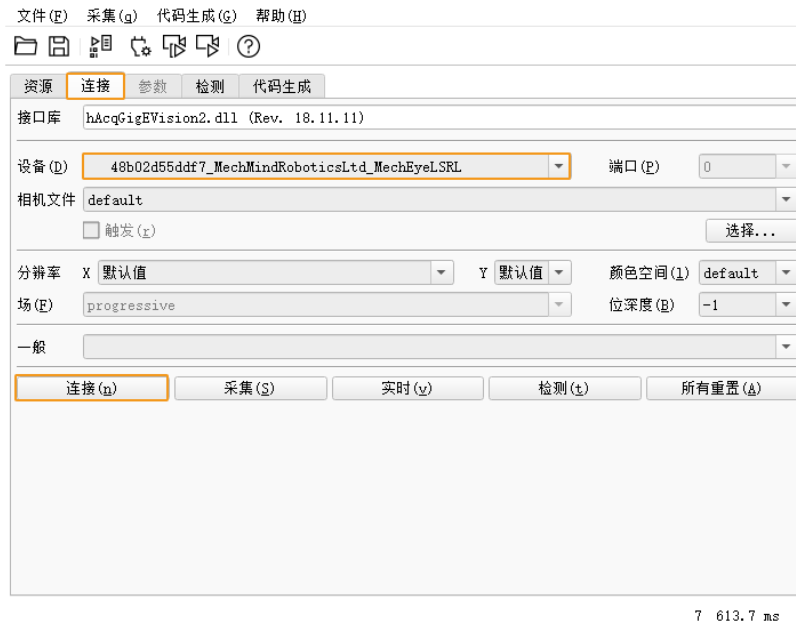 文件(F) 采集(q) 代码生成(G) 帮助(H)
资源 连接 参数 检测 代码生成
接口库 hAcqGigEVision2.dll (Rev. 18.11.11)
设备(D) 48b02d55ddf7_MechMindRoboticsLtd_MechEyeLSRL 端口(P) 0
相机文件 default
触发(r) 选择...
分辨率 X 默认值 Y 默认值 颜色空间(l) default
场(F) progressive 位深度(B) -1
一般
连接(n) 采集(S) 实时(v) 检测(t) 所有重置(A)
7 613.7 ms